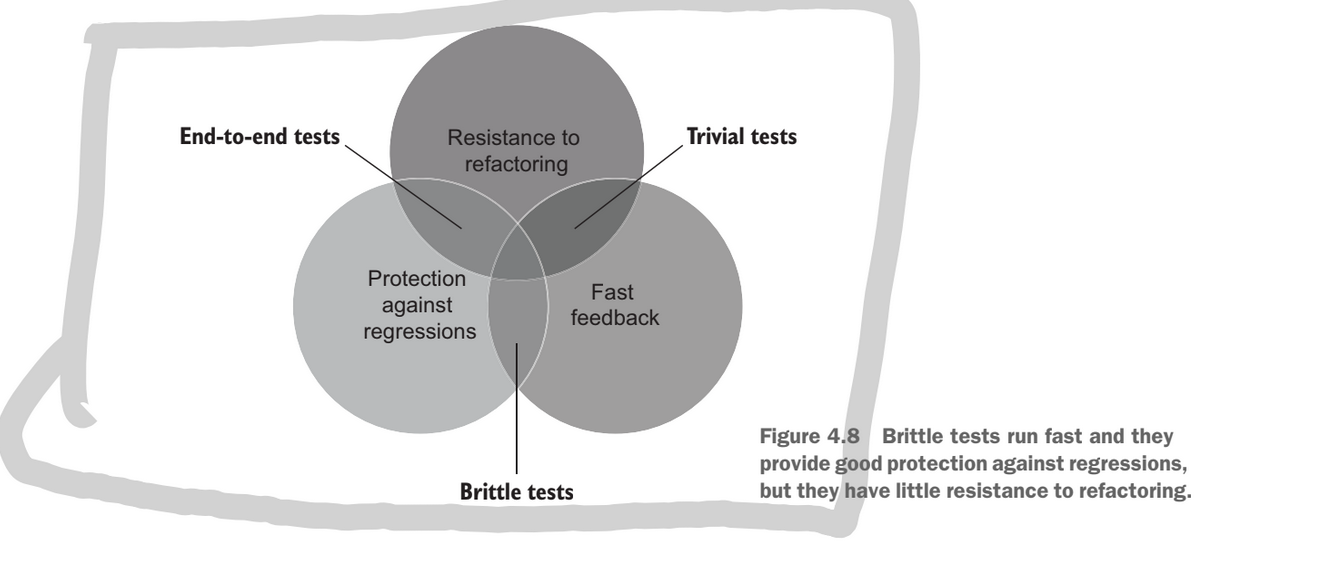 End-to-end tests
Resistance to
refactoring
Trivial tests
Protection
against
regressions
Fast
feedback
Brittle tests
Figure 4.8 Brittle tests run fast and they
provide good protection against regressions,
but they have little resistance to refactoring.